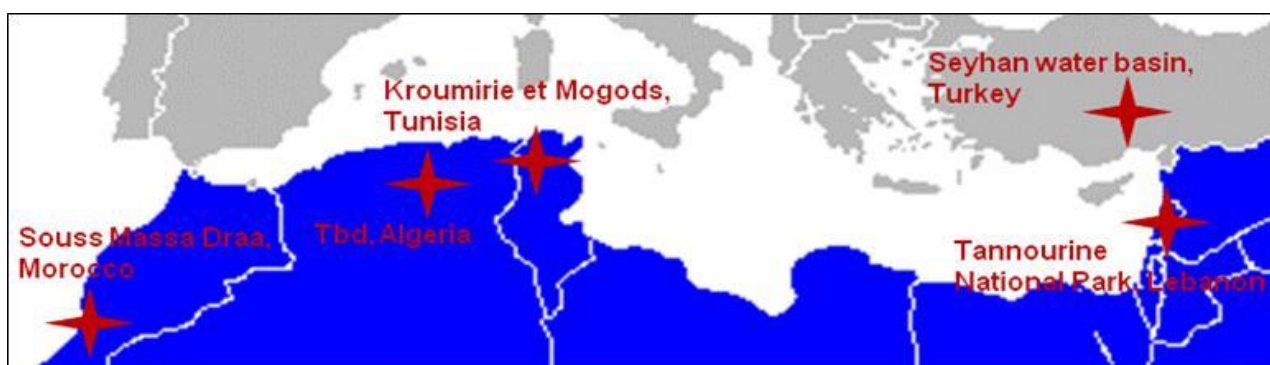 Seyhan water basin,
Turkey
Kroumirie et Mogods,
Tunisia
Souss Massa Draa,
Morocco
Tbd, Algeria
Tannourine
National Park, Lebanon